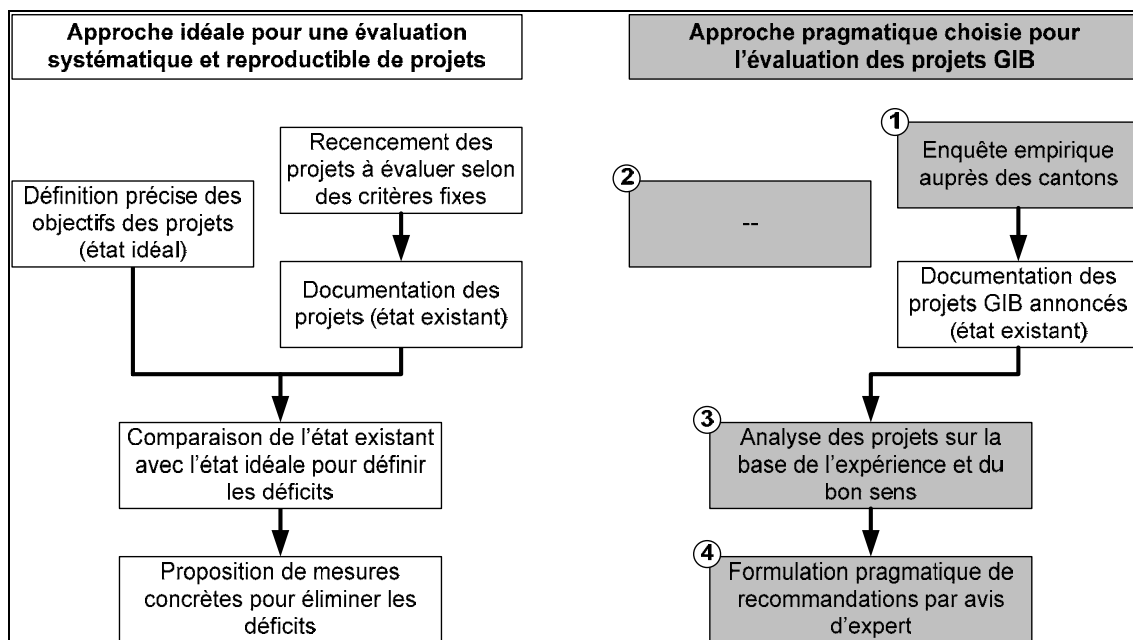 Approche idéale pour une évaluation
systématique et reproductible de projets
Recencement des
projets à évaluer selon
des critères fixes
Définition précise des
objectifs des projets
(état idéal)
Documentation des
projets (état existant)
Comparaison de l'état existant
avec l'état idéale pour définir
les déficits
Proposition de mesures
concrètes pour éliminer les
déficits
Approche pragmatique choisie pour
l'évaluation des projets GIB
1
Enquête empirique
auprès des cantons
2
--
Documentation des
projets GIB annoncés
(état existant)
3
Analyse des projets sur la
base de l'expérience et du
bon sens
4
Formulation pragmatique de
recommandations par avis
d'expert